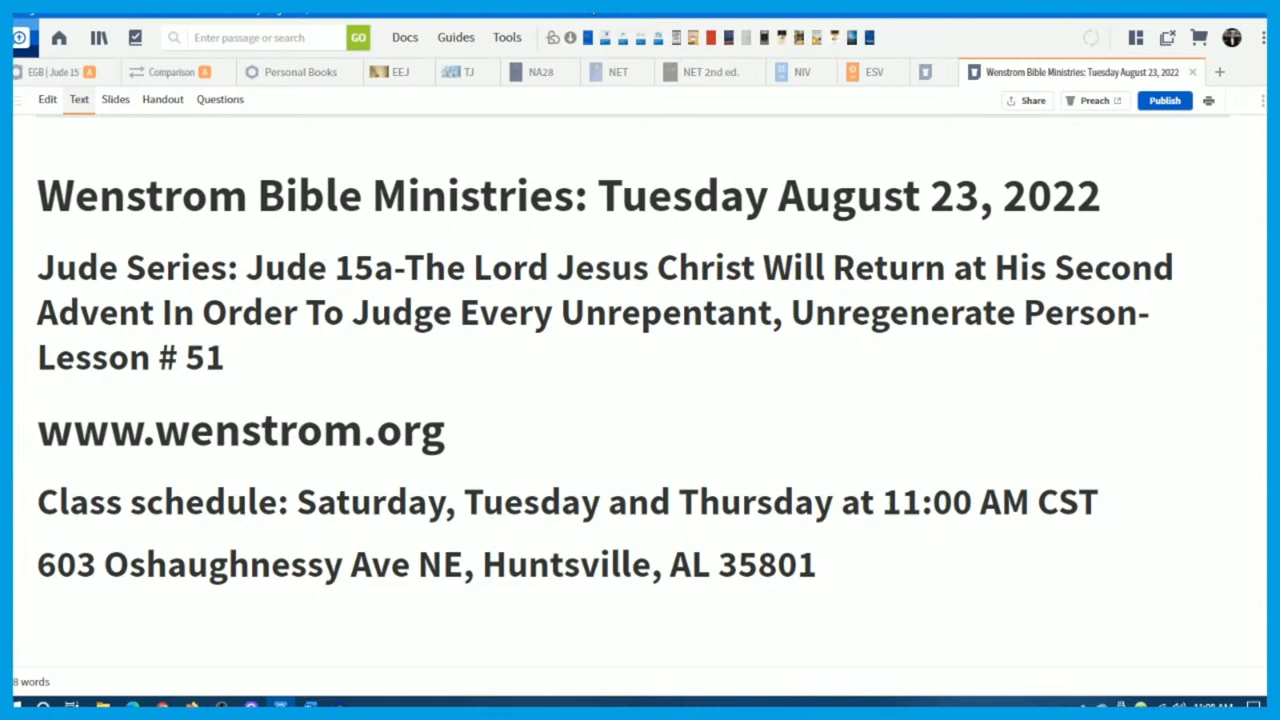 Enter passage or search GO Docs Guides Tools
EGB | Jude 15 A Comparison A Personal Books EEJ TJ NA28 NET NET 2nd ed. NIV ESV Wenstrom Bible Ministries: Tuesday August 23, 2022
Edit Text Slides Handout Questions Share Preach Publish
Wenstrom Bible Ministries: Tuesday August 23, 2022
Jude Series: Jude 15a-The Lord Jesus Christ Will Return at His Second
Advent In Order To Judge Every Unrepentant, Unregenerate Person-
Lesson # 51
www.wenstrom.org
Class schedule: Saturday, Tuesday and Thursday at 11:00 AM CST
603 Oshaughnessy Ave NE, Huntsville, AL 35801
8 words